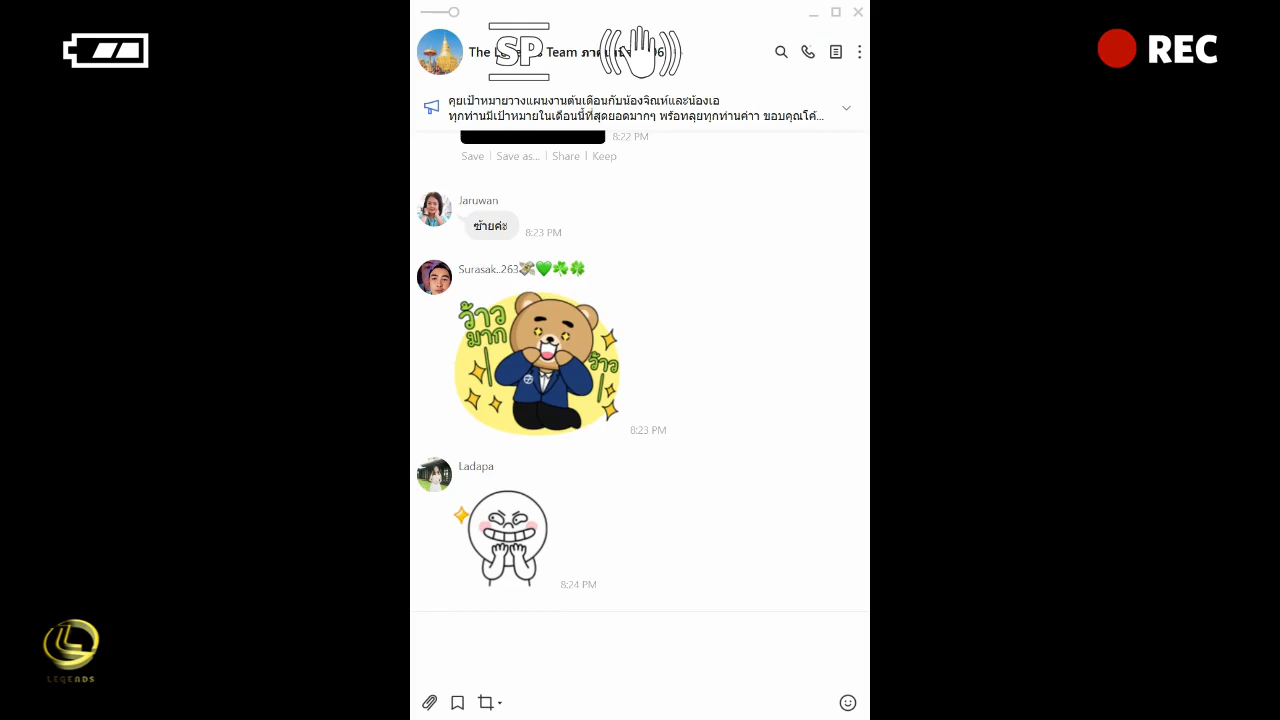 REC
SP
คุยเป้าหมายวางแผนงานต้นเดือนกับน้องจิณห์และน้องเอ
ทุกท่านมีเป้าหมายในเดือนนี้ที่สุดยอดมากๆ พร้อทลุยทุกท่านค่าา ขอบคุณโค้...
8:22 PM
Save | Save as... | Share | Keep
Jaruwan
ซ้ายค่ะ
8:23 PM
Surasak..263💸💚☘️🍀
ว้าว
มาก
ว้าว
8:23 PM
Ladapa
8:24 PM
LEGENDS